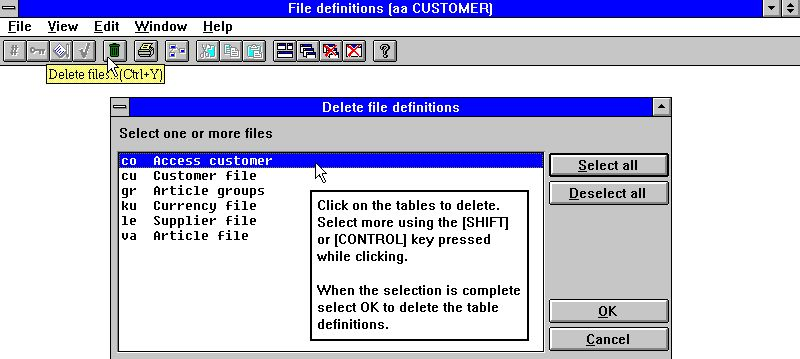 File definitions (aa CUSTOMER)
File View Edit Window Help
#
?
Delete files (Ctrl+Y)
Delete file definitions
Select one or more files
co Access customer
cu Customer file
gr Article groups
ku Currency file
le Supplier file
va Article file
Click on the tables to delete.
Select more using the [SHIFT]
or [CONTROL] key pressed
while clicking.
When the selection is complete
select OK to delete the table
definitions.
Select all
Deselect all
OK
Cancel